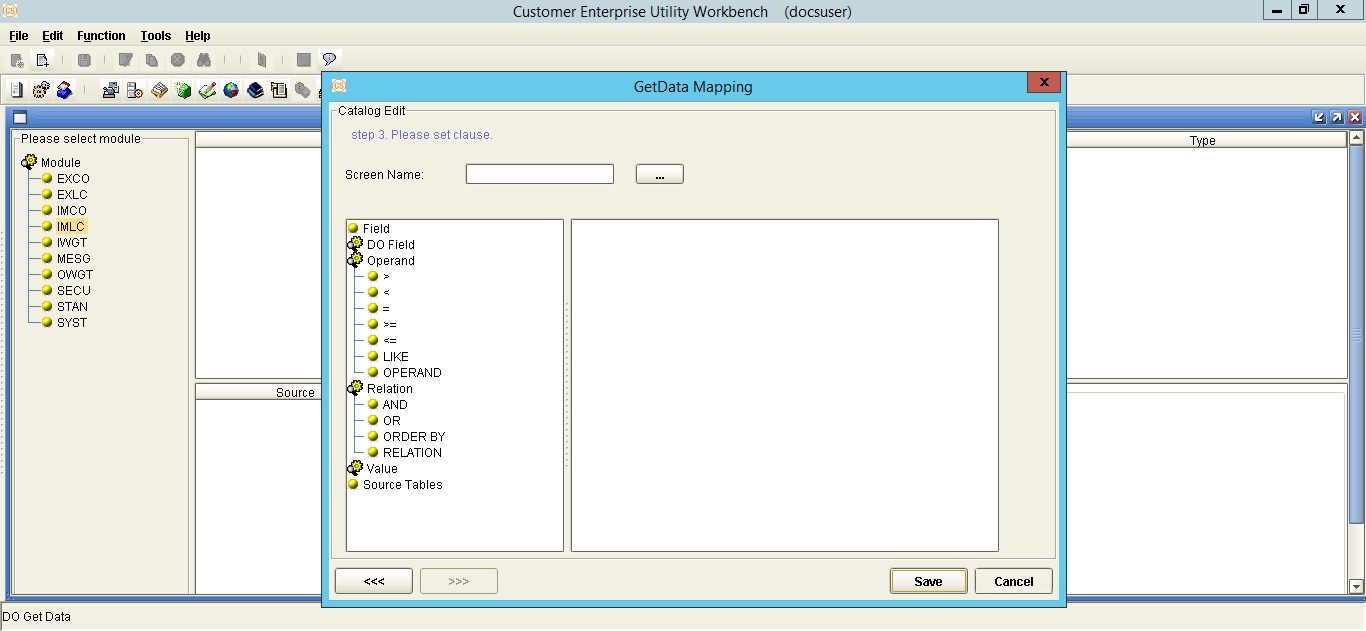 CS Customer Enterprise Utility Workbench (docsuser)
File Edit Function Tools Help
CS GetData Mapping X
Please select module
Module
EXCO
EXLC
IMCO
IMLC
IWGT
MESG
OWGT
SECU
STAN
SYST
Type
Source
Catalog Edit
step 3. Please set clause.
Screen Name:
...
Field
DO Field
Operand
>
<
=
>=
<=
LIKE
OPERAND
Relation
AND
OR
ORDER BY
RELATION
Value
Source Tables
<<< >>> Save Cancel
DO Get Data